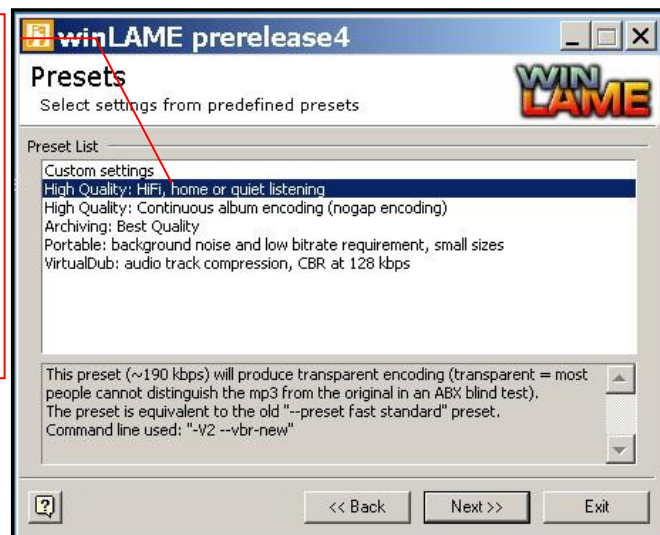 winLAME prerelease4
Presets
Select settings from predefined presets
WIN
LAME
Preset List
Custom settings
High Quality: HiFi, home or quiet listening
High Quality: Continuous album encoding (nogap encoding)
Archiving: Best Quality
Portable: background noise and low bitrate requirement, small sizes
VirtualDub: audio track compression, CBR at 128 kbps
This preset (~190 kbps) will produce transparent encoding (transparent = most
people cannot distinguish the mp3 from the original in an ABX blind test).
The preset is equivalent to the old "--preset fast standard" preset.
Command line used: "-V2 --vbr-new"
<< Back
Next >>
Exit